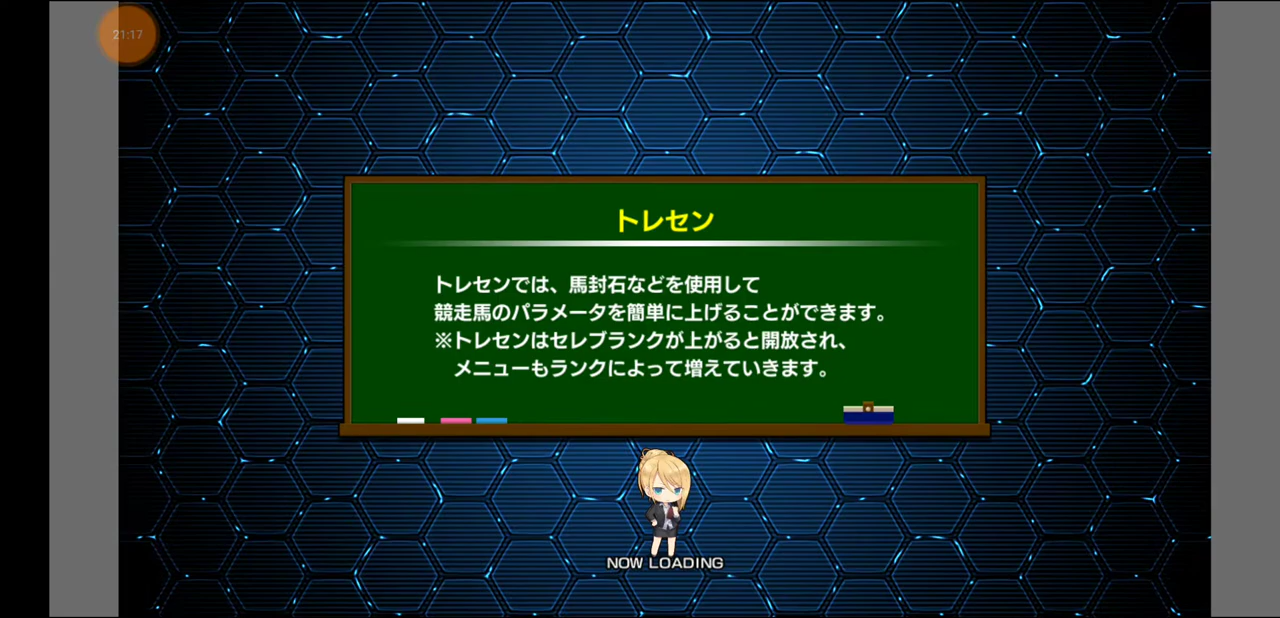 21:17
トレセン
トレセンでは、馬封石などを使用して
競走馬のパラメータを簡単に上げることができます。
※トレセンはセレブランクが上がると開放され、
メニューもランクによって増えていきます。
NOW LOADING